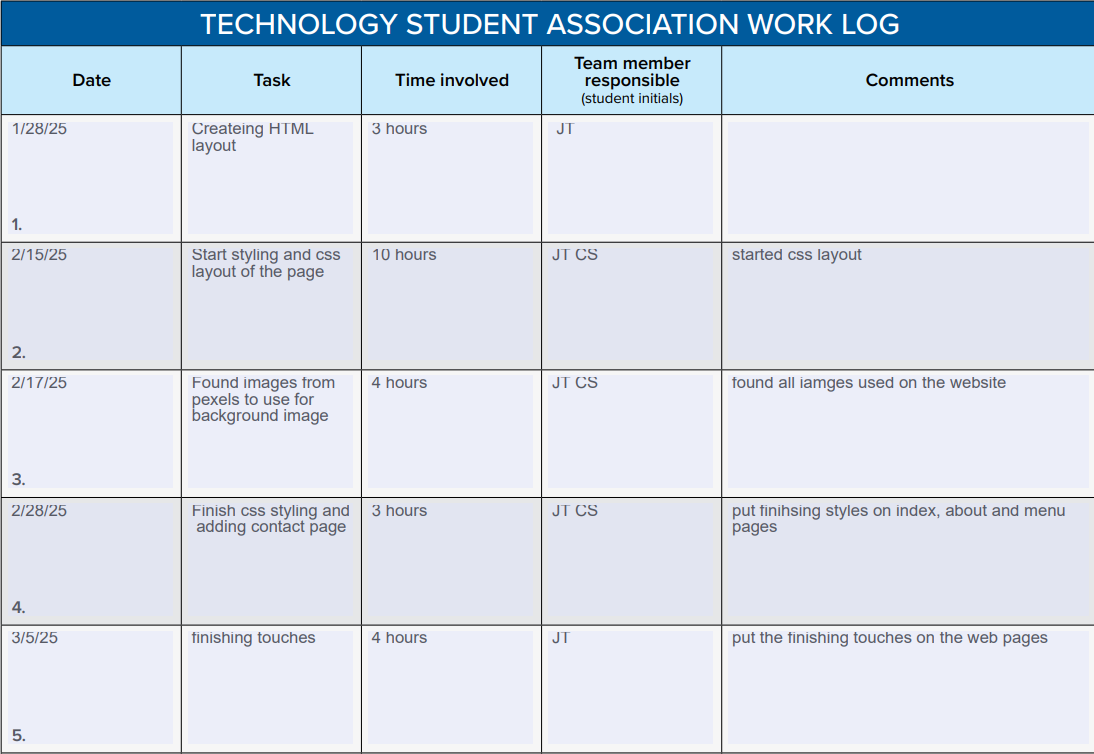 TECHNOLOGY STUDENT ASSOCIATION WORK LOG
Date
Task
Time involved
Team member
responsible
(student initials)
Comments
1/28/25
1.
Createing HTML
layout
3 hours
JT
2/15/25
2.
Start styling and css
layout of the page
10 hours
JT CS
started css layout
2/17/25
3.
Found images from
pexels to use for
background image
4 hours
JT CS
found all iamges used on the website
2/28/25
4.
Finish css styling and
adding contact page
3 hours
JT CS
put finihsing styles on index, about and menu
pages
3/5/25
5.
finishing touches
4 hours
JT
put the finishing touches on the web pages